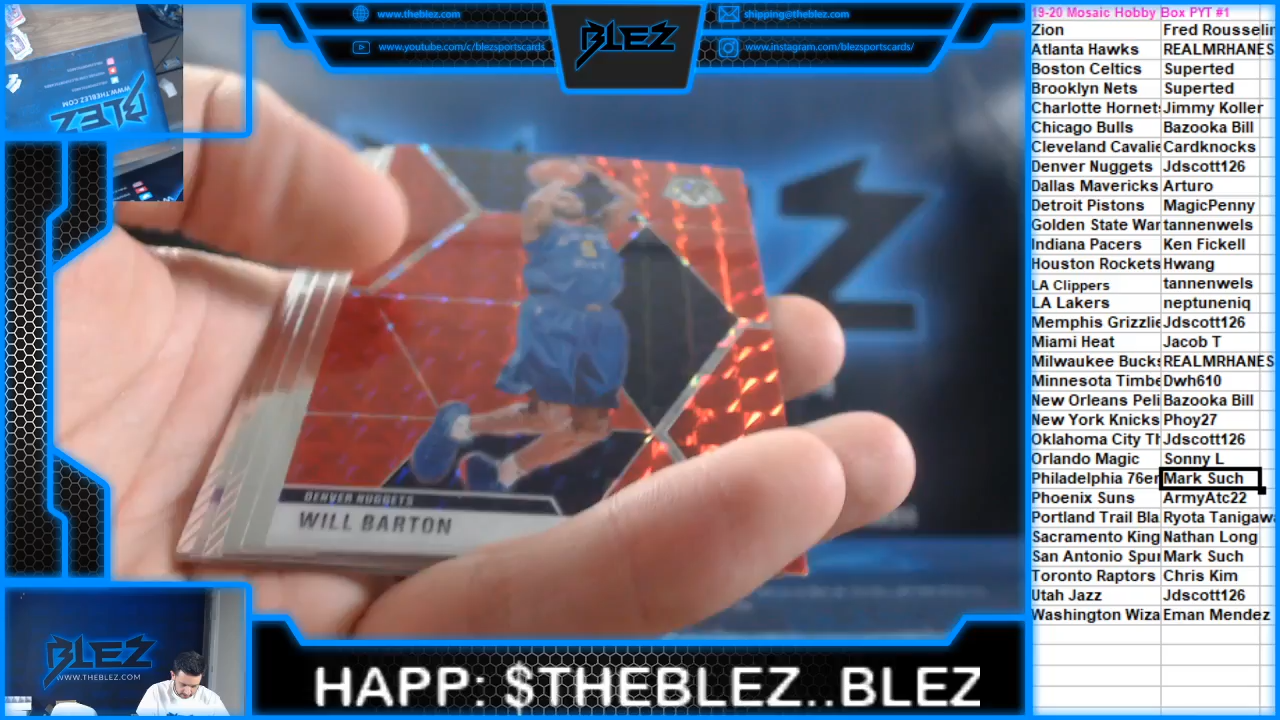 www.theblez.com
www.youtube.com/c/blezsportscards
BLEZ
shipping@theblez.com
www.instagram.com/blezsportscards/
WWW.THEBLEZ.COM
BLEZ
DENVER NUGGETS
WILL BARTON
BLEZ
WWW.THEBLEZ.COM
HAPP: $THEBLEZ..BLEZ
19-20 Mosaic Hobby Box PYT #1
Zion Fred Rousselin
Atlanta Hawks REALMRHANES
Boston Celtics Superted
Brooklyn Nets Superted
Charlotte Hornets Jimmy Koller
Chicago Bulls Bazooka Bill
Cleveland Cavalie Cardknocks
Denver Nuggets Jdscott126
Dallas Mavericks Arturo
Detroit Pistons MagicPenny
Golden State War tannenwels
Indiana Pacers Ken Fickell
Houston Rockets Hwang
LA Clippers tannenwels
LA Lakers neptuneniq
Memphis Grizzlie Jdscott126
Miami Heat Jacob T
Milwaukee Bucks REALMRHANES
Minnesota Timbe Dwh610
New Orleans Peli Bazooka Bill
New York Knicks Phoy27
Oklahoma City Th Jdscott126
Orlando Magic Sonny L
Philadelphia 76er Mark Such
Phoenix Suns ArmyAtc22
Portland Trail Bla Ryota Tanigaw
Sacramento King Nathan Long
San Antonio Spur Mark Such
Toronto Raptors Chris Kim
Utah Jazz Jdscott126
Washington Wiza Eman Mendez